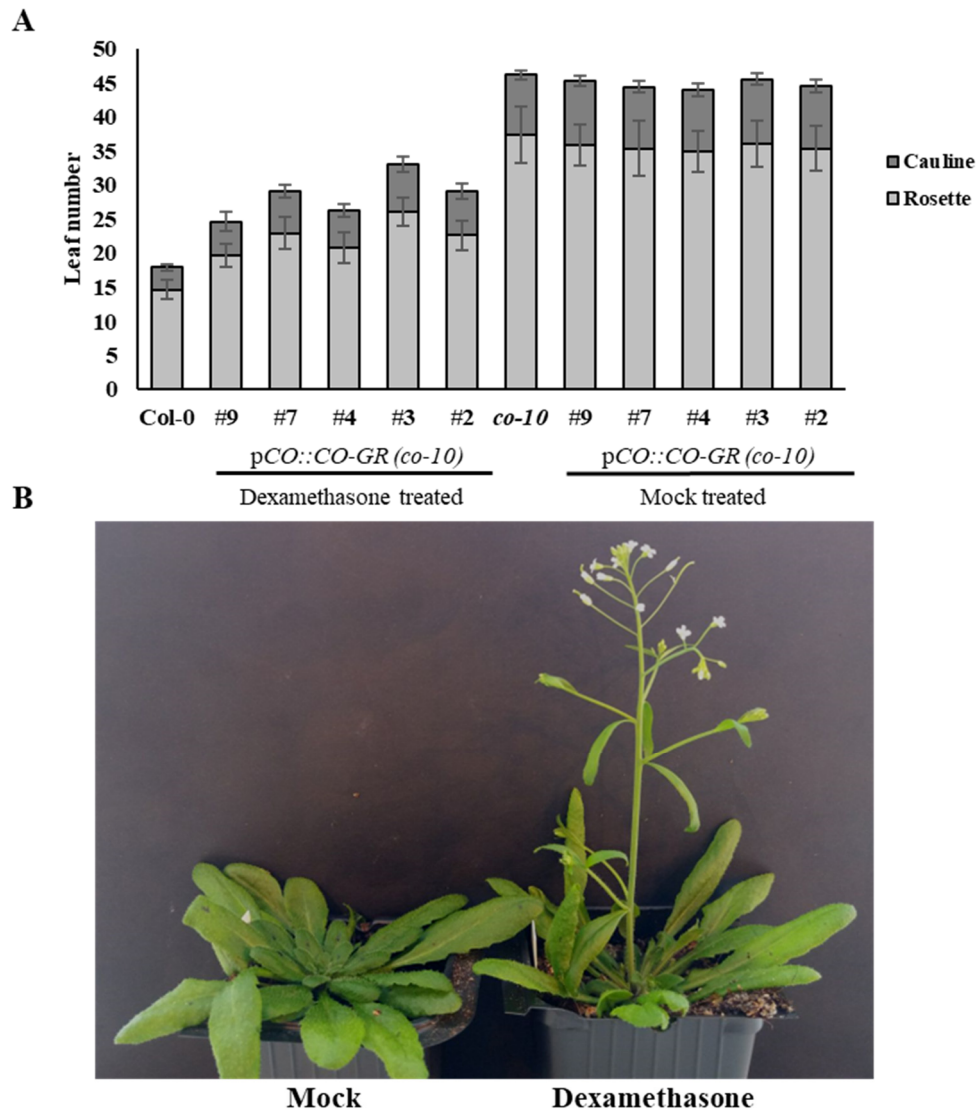 A
50
45
40
35
30
25
20
15
10
5
0
Leaf number
Cauline
Rosette
Col-0 #9 #7 #4 #3 #2 co-10 #9 #7 #4 #3 #2
pCO::CO-GR (co-10) pCO::CO-GR (co-10)
Dexamethasone treated Mock treated
B
Mock Dexamethasone